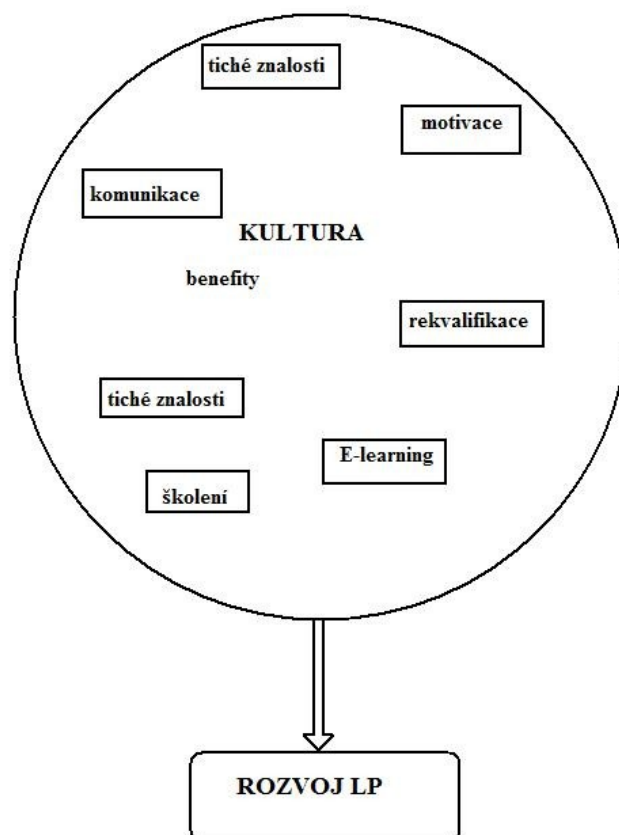 tiché znalosti
motivace
komunikace
KULTURA
benefity
rekvalifikace
tiché znalosti
E-learning
školení
ROZVOJ LP